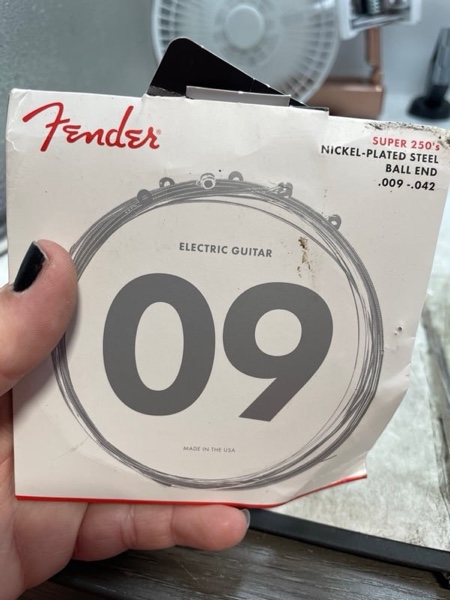 Fender
SUPER 250's
NICKEL-PLATED STEEL
BALL END
.009 -.042
ELECTRIC GUITAR
09
MADE IN THE USA